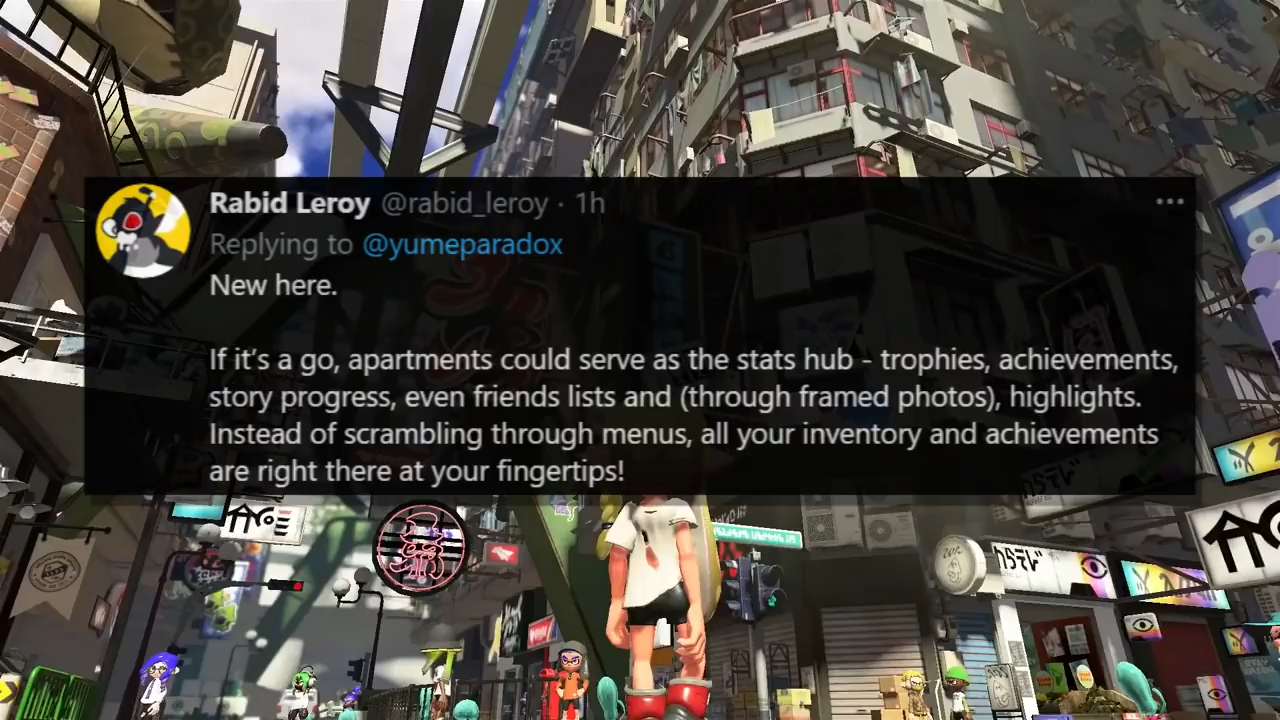 Rabid Leroy @rabid_leroy · 1h
Replying to @yumeparadox
New here.
If it’s a go, apartments could serve as the stats hub - trophies, achievements,
story progress, even friends lists and (through framed photos), highlights.
Instead of scrambling through menus, all your inventory and achievements
are right there at your fingertips!